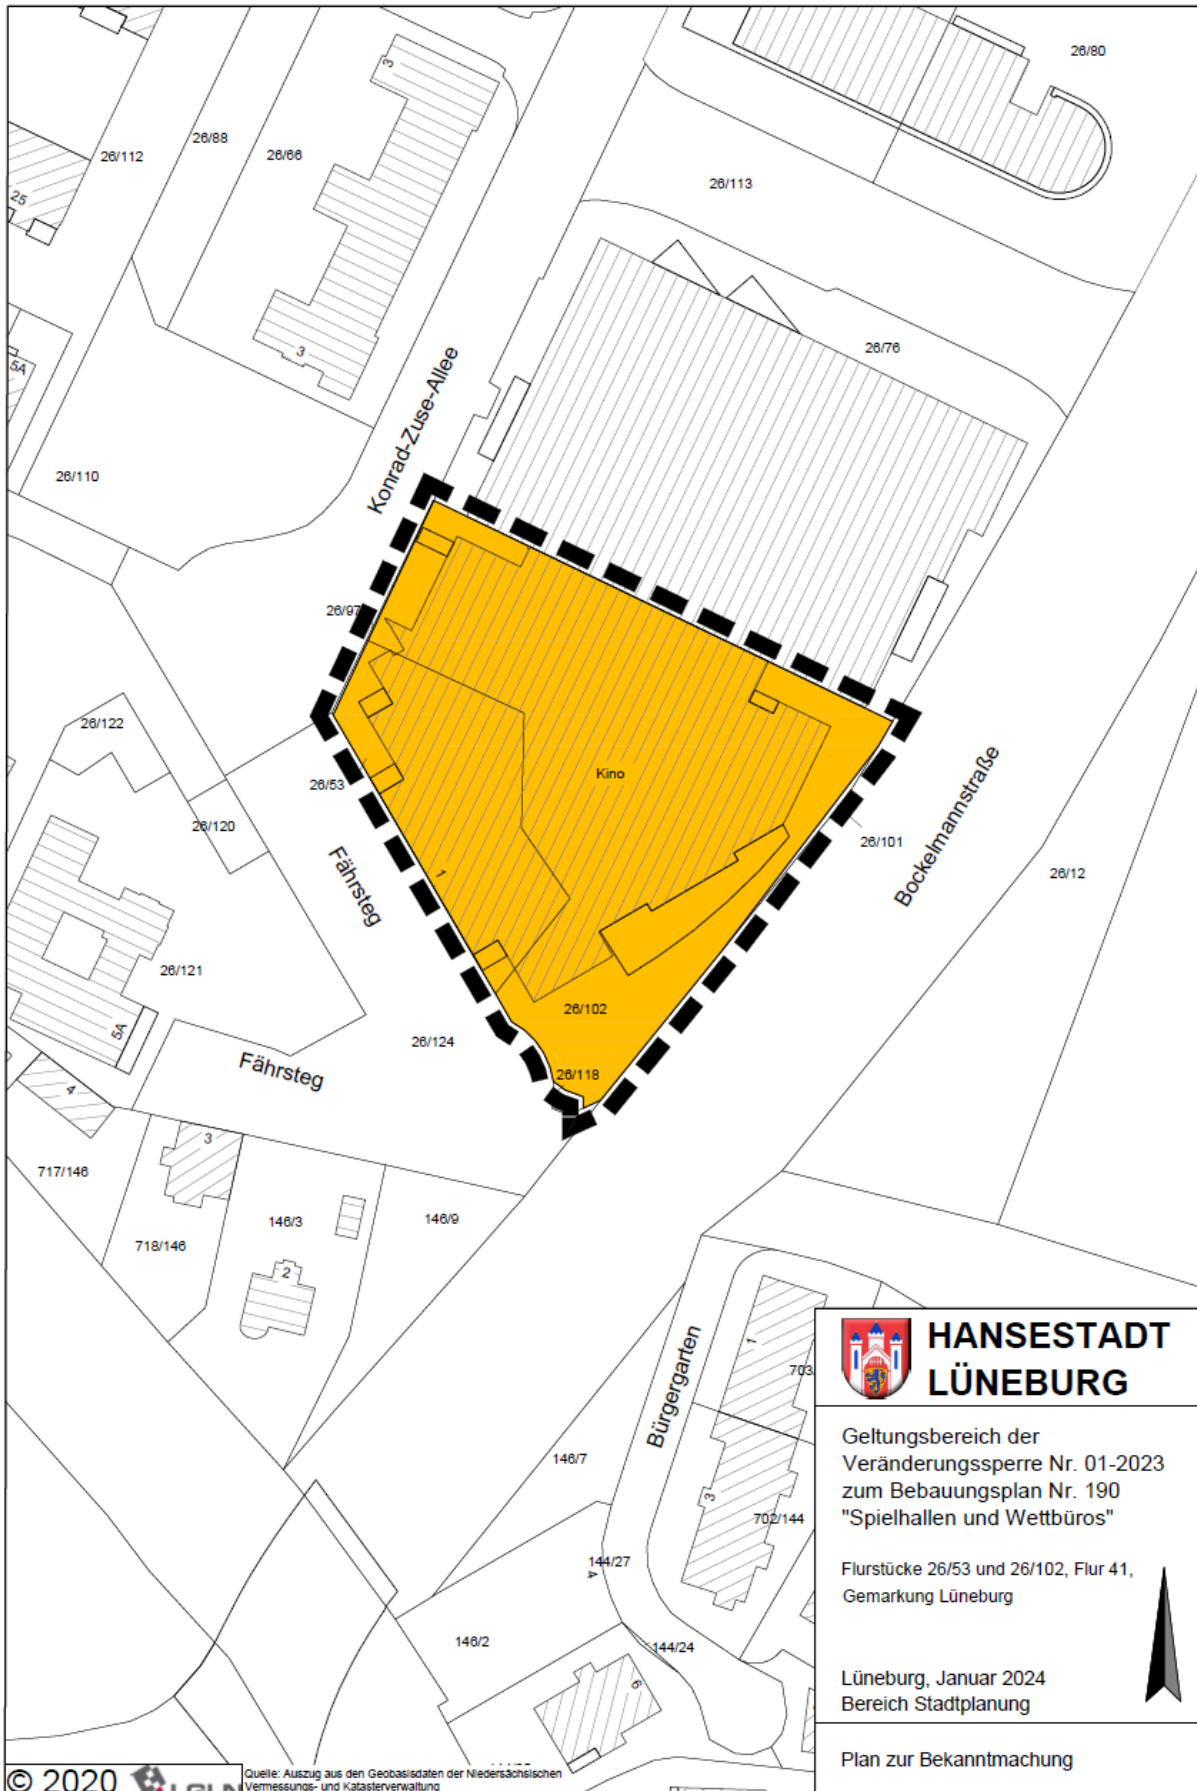 3
26/80
26/88
26/112
26/66
26/113
25
26/76
3
5A
Konrad-Zuse-Allee
26/110
26/97
26/122
26/53
Kino
26/120
26/101
Bockelmannstraße
26/12
Fährsteg
1
26/121
26/102
5A
26/124
Fährsteg
26/118
4
3
717/146
146/3
146/9
718/146
2
Bürgergarten
1
703
146/7
3
702/144
144/27
4
146/2
144/24
6
HANSESTADT
LÜNEBURG
Geltungsbereich der
Veränderungssperre Nr. 01-2023
zum Bebauungsplan Nr. 190
"Spielhallen und Wettbüros"
Flurstücke 26/53 und 26/102, Flur 41,
Gemarkung Lüneburg
Lüneburg, Januar 2024
Bereich Stadtplanung
Plan zur Bekanntmachung
© 2020 LGLN
Quelle: Auszug aus den Geobasisdaten der Niedersächsischen
Vermessungs- und Katasterverwaltung